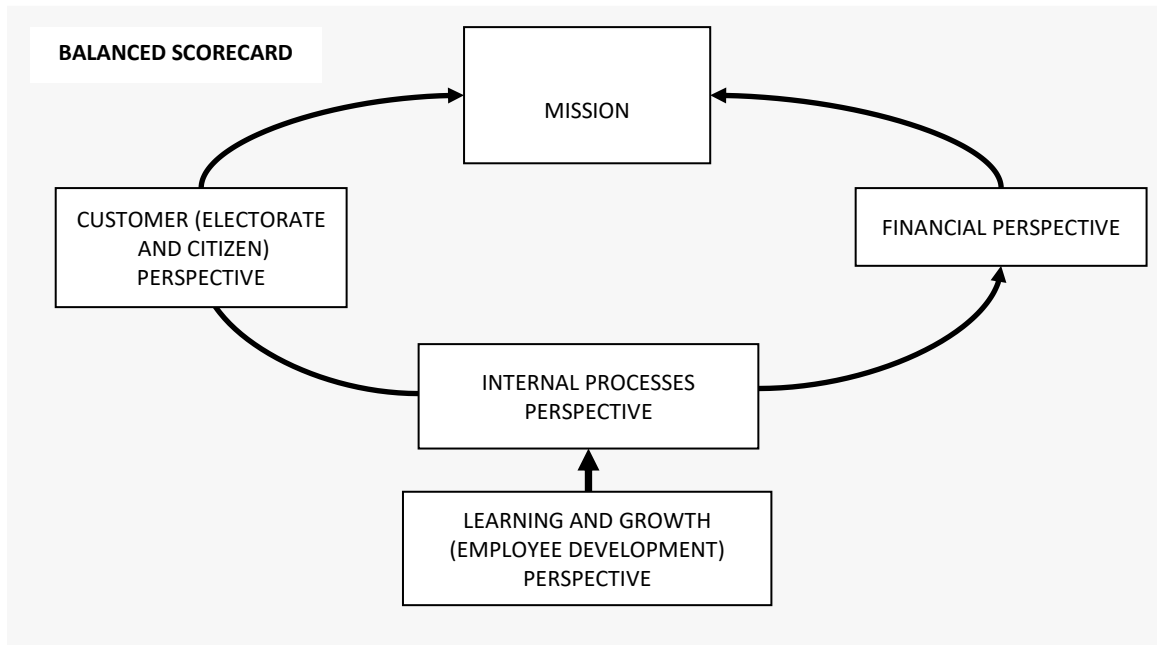 BALANCED SCORECARD
MISSION
CUSTOMER (ELECTORATE
AND CITIZEN)
PERSPECTIVE
FINANCIAL PERSPECTIVE
INTERNAL PROCESSES
PERSPECTIVE
LEARNING AND GROWTH
(EMPLOYEE DEVELOPMENT)
PERSPECTIVE